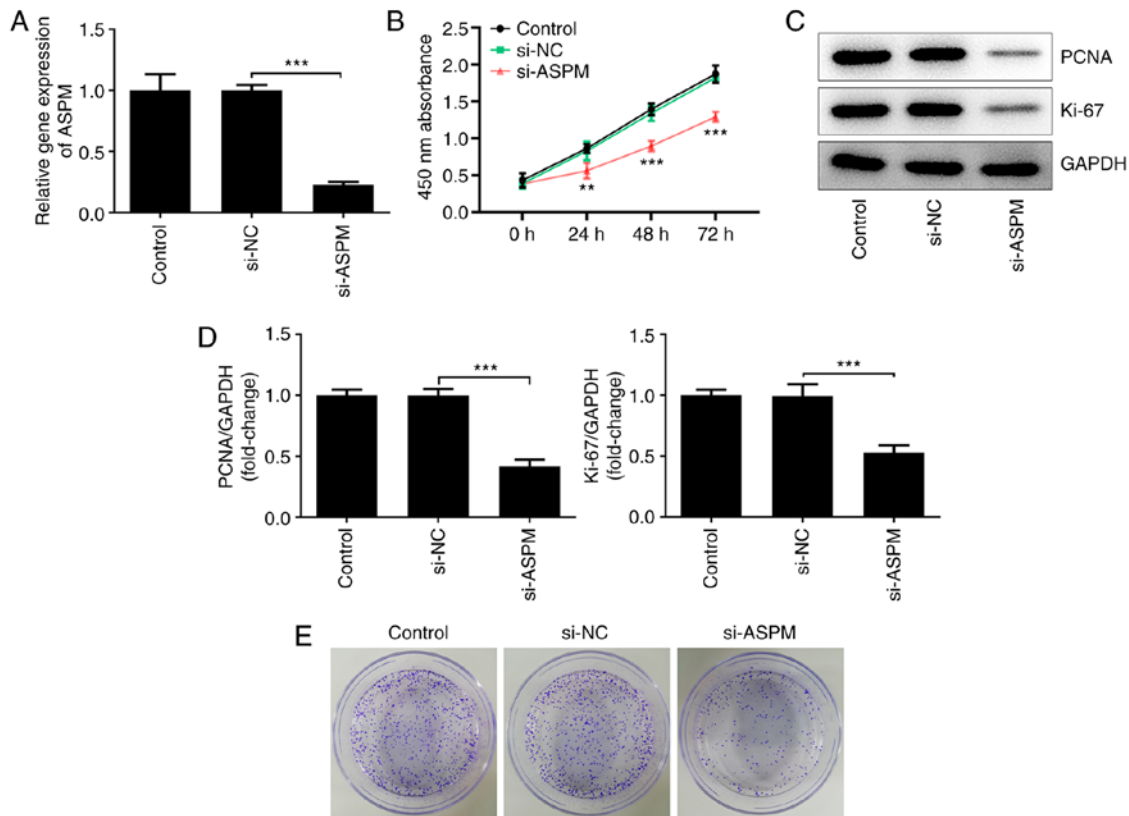 A
Relative gene expression
of ASPM
1.5
1.0
0.5
0.0
***
Control
si-NC
si-ASPM
B
450 nm absorbance
2.5
2.0
1.5
1.0
0.5
0.0
Control
si-NC
si-ASPM
**
***
***
0 h
24 h
48 h
72 h
C
PCNA
Ki-67
GAPDH
Control
si-NC
si-ASPM
D
PCNA/GAPDH
(fold-change)
1.5
1.0
0.5
0.0
***
Control
si-NC
si-ASPM
Ki-67/GAPDH
(fold-change)
1.5
1.0
0.5
0.0
***
Control
si-NC
si-ASPM
E
Control
si-NC
si-ASPM